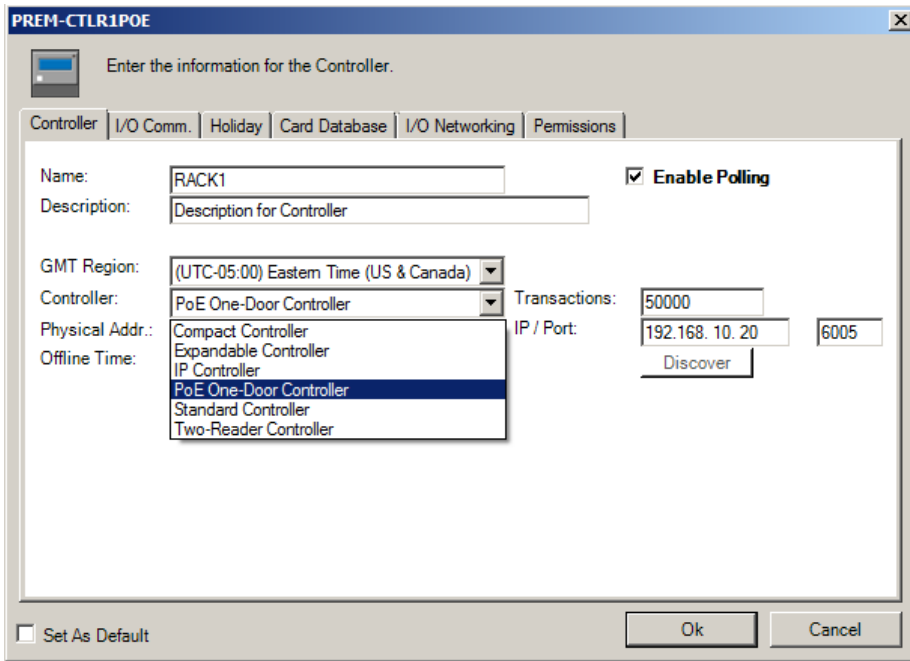 PREM-CTLR1POE
Enter the information for the Controller.
Controller I/O Comm. Holiday Card Database I/O Networking Permissions
Name: RACK1 Enable Polling
Description: Description for Controller
GMT Region: (UTC-05:00) Eastern Time (US & Canada)
Controller: PoE One-Door Controller Transactions: 50000
Physical Addr.: Compact Controller IP / Port: 192.168. 10. 20 6005
Expandable Controller
Offline Time: IP Controller Discover
PoE One-Door Controller
Standard Controller
Two-Reader Controller
Set As Default Ok Cancel